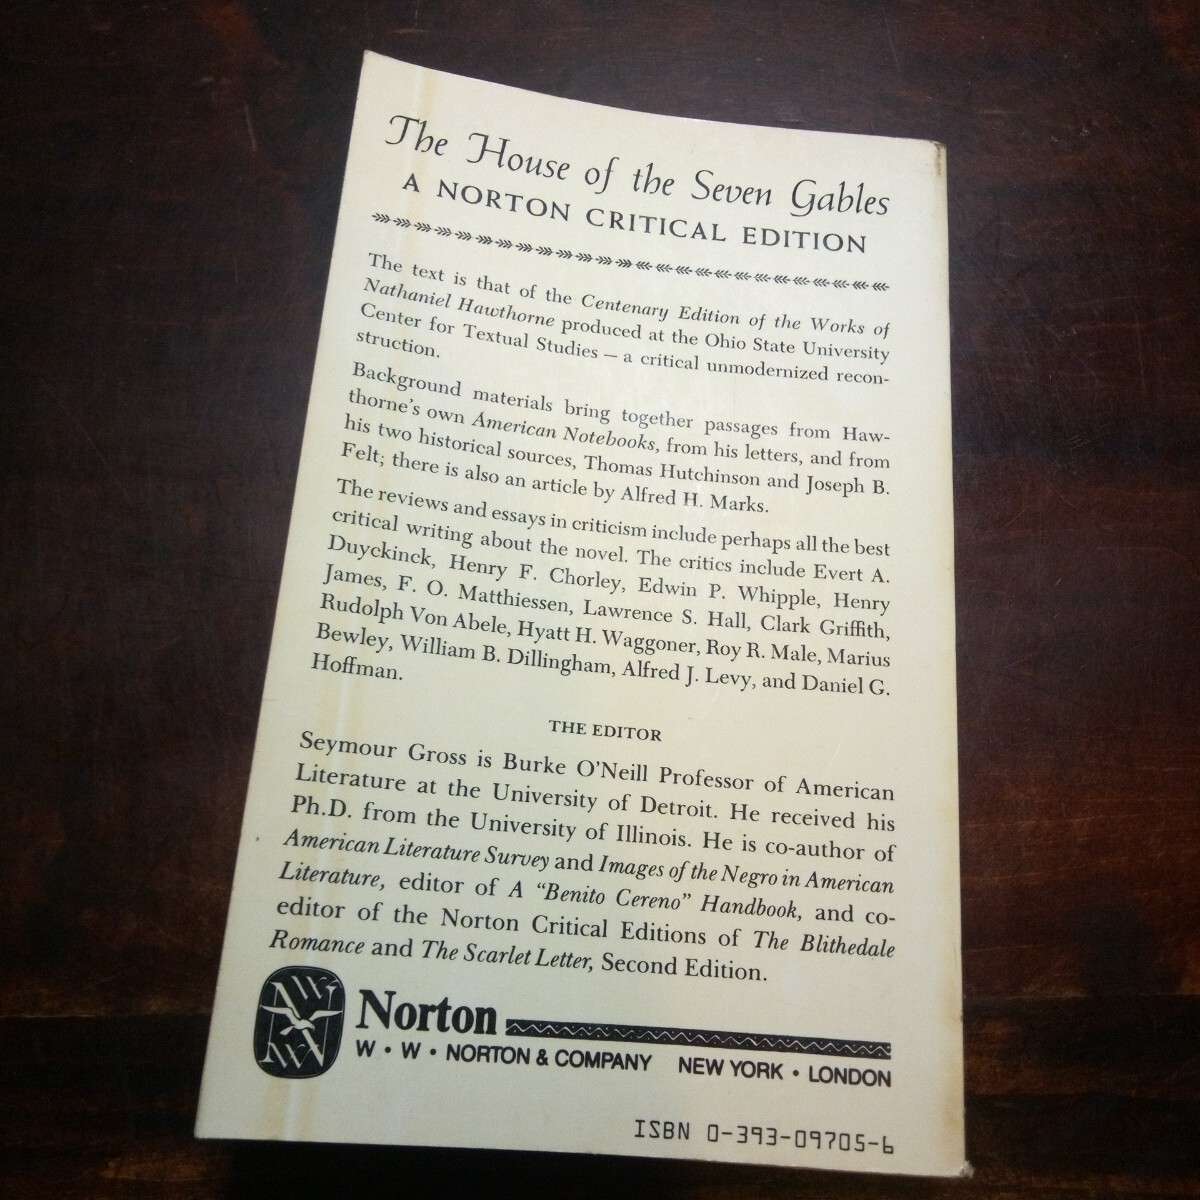 The House of the Seven Gables
A NORTON CRITICAL EDITION
The text is that of the Centenary Edition of the Works of
Nathaniel Hawthorne produced at the Ohio State University
Center for Textual Studies – a critical unmodernized recon-
struction.
Background materials bring together passages from Haw-
thorne's own American Notebooks, from his letters, and from
his two historical sources, Thomas Hutchinson and Joseph B.
Felt; there is also an article by Alfred H. Marks.
The reviews and essays in criticism include perhaps all the best
critical writing about the novel. The critics include Evert A.
Duyckinck, Henry F. Chorley, Edwin P. Whipple, Henry
James, F. O. Matthiessen, Lawrence S. Hall, Clark Griffith,
Rudolph Von Abele, Hyatt H. Waggoner, Roy R. Male, Marius
Bewley, William B. Dillingham, Alfred J. Levy, and Daniel G.
Hoffman.
THE EDITOR
Seymour Gross is Burke O'Neill Professor of American
Literature at the University of Detroit. He received his
Ph.D. from the University of Illinois. He is co-author of
American Literature Survey and Images of the Negro in American
Literature, editor of A "Benito Cereno" Handbook, and co-
editor of the Norton Critical Editions of The Blithedale
Romance and The Scarlet Letter, Second Edition.
Norton
W • W • NORTON & COMPANY NEW YORK • LONDON
ISBN 0-393-09705-6